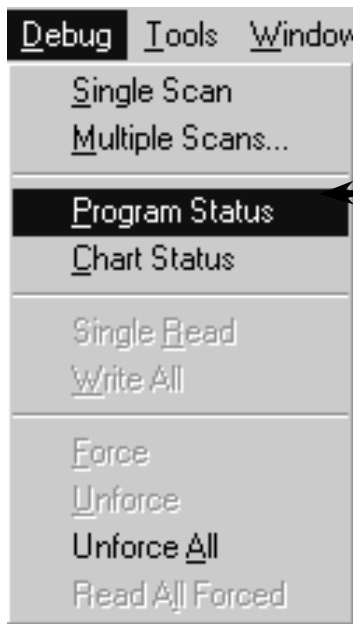 Debug Tools Window
Single Scan
Multiple Scans...
Program Status
Chart Status
Single Read
Write All
Force
Unforce
Unforce All
Read All Forced